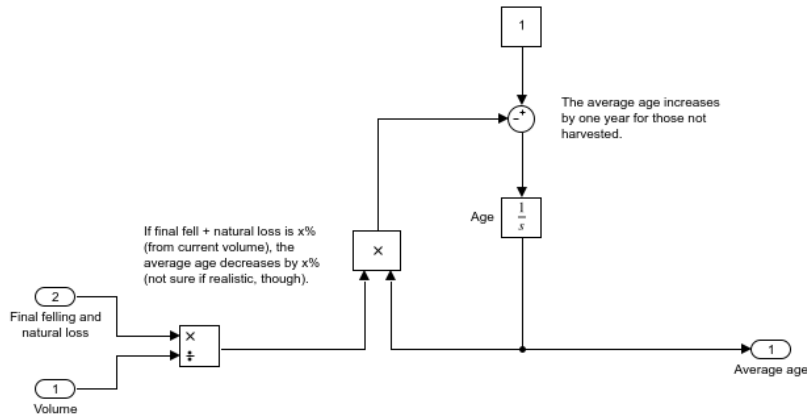 1
- +
The average age increases
by one year for those not
harvested.
Age
1
s
If final fell + natural loss is x%
(from current volume), the
average age decreases by x%
(not sure if realistic, though).
×
2
Final felling and
natural loss
×
÷
1
Volume
1
Average age